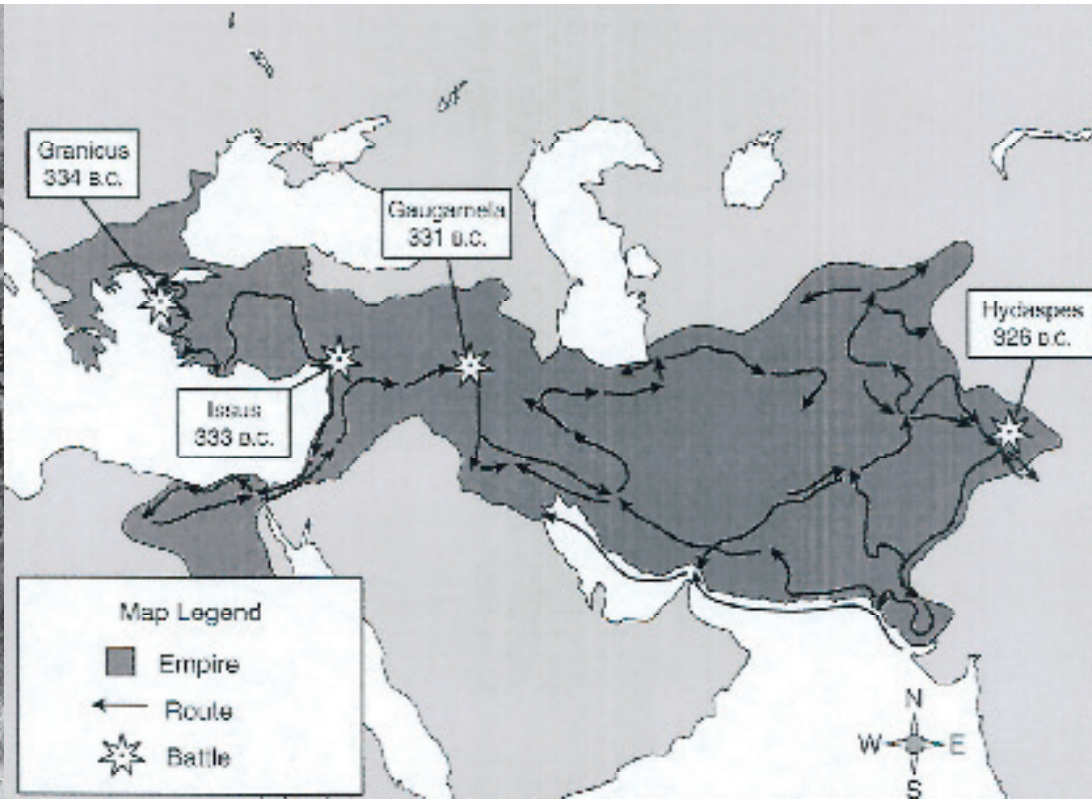 Granicus
334 B.C.
Gaugamela
331 B.C.
Hydaspes
326 B.C.
Issus
333 B.C.
Map Legend
Empire
Route
Battle
N
W E
S